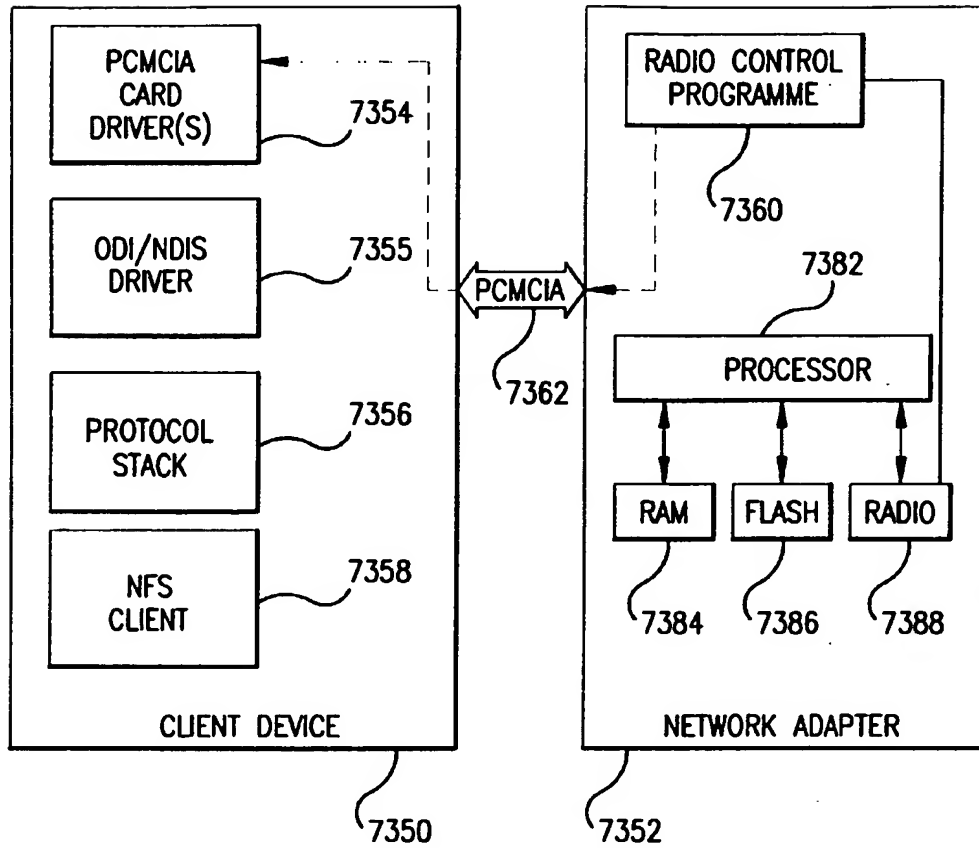 PCMCIA
CARD
DRIVER(S)
7354
ODI/NDIS
DRIVER
7355
PROTOCOL
STACK
7356
NFS
CLIENT
7358
CLIENT DEVICE
7350
PCMCIA
7362
RADIO CONTROL
PROGRAMME
7360
7382
PROCESSOR
RAM
FLASH
RADIO
7384
7386
7388
NETWORK ADAPTER
7352